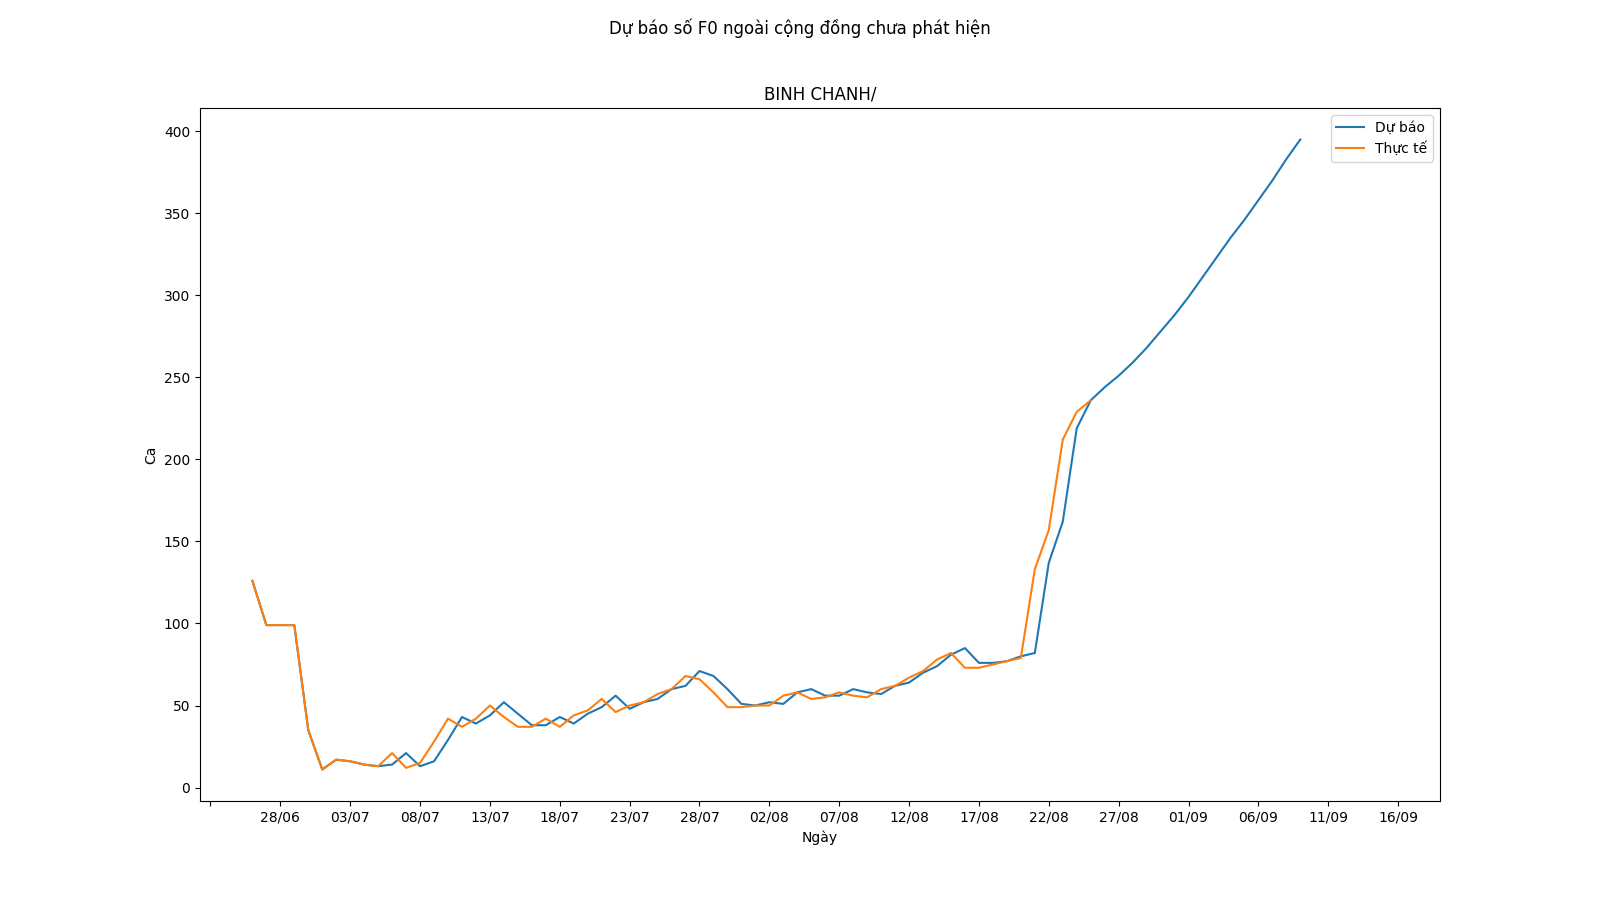 Dự báo số F0 ngoài cộng đồng chưa phát hiện
BINH CHANH/
Dự báo
Thực tế
400
350
300
250
200
150
100
50
0
Ca
28/06 03/07 08/07 13/07 18/07 23/07 28/07 02/08 07/08 12/08 17/08 22/08 27/08 01/09 06/09 11/09 16/09
Ngày